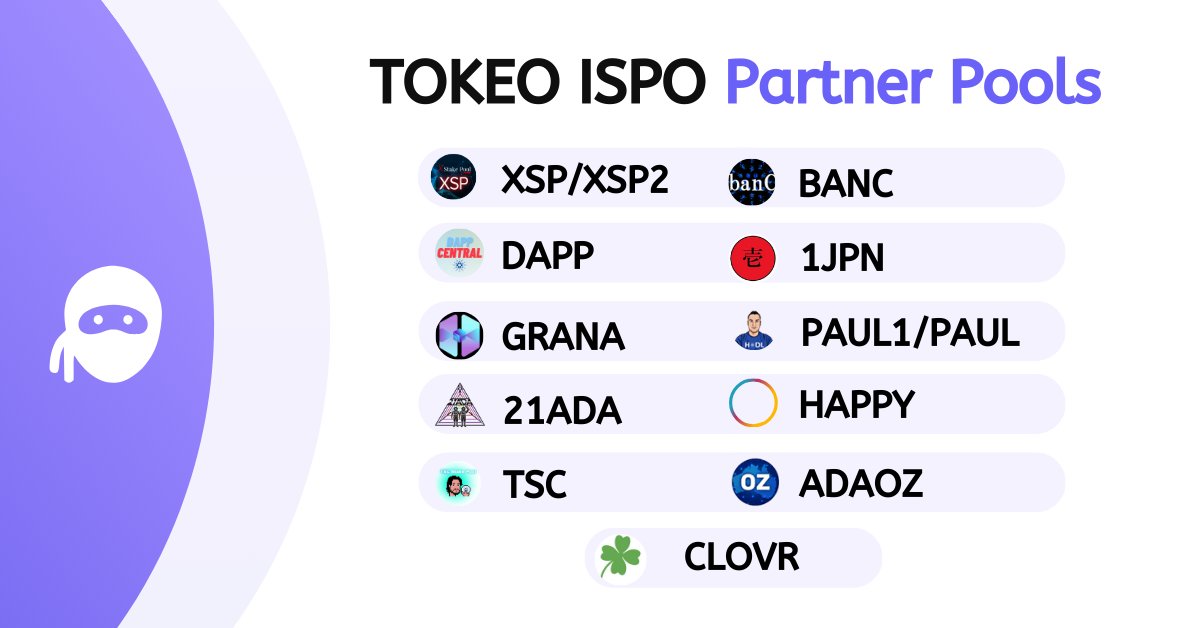 TOKEO ISPO Partner Pools
Stake Pool
XSP
XSP/XSP2
banC
BANC
DAPP
CENTRAL
DAPP
壱
1JPN
GRANA
H DL
PAUL1/PAUL
21ADA
HAPPY
TSC
OZ
ADAOZ
CLOVR